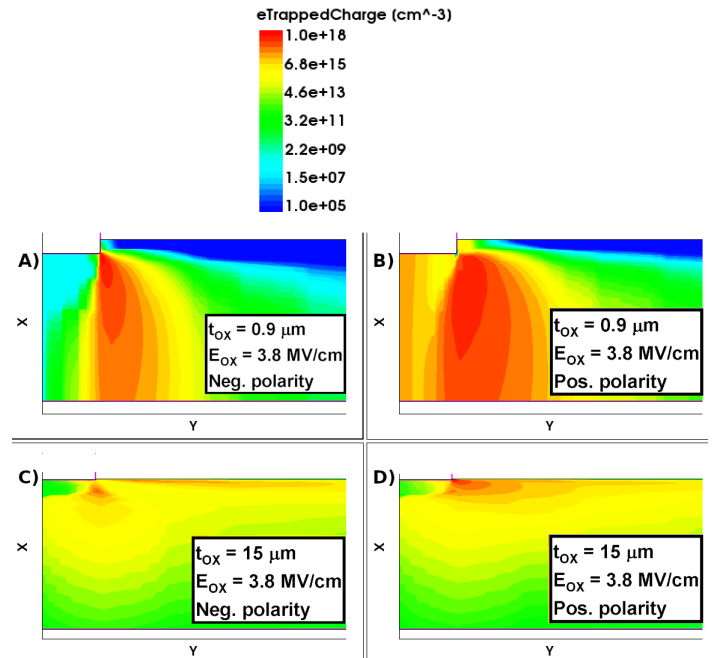 eTrappedCharge (cm^-3)
1.0e+18
6.8e+15
4.6e+13
3.2e+11
2.2e+09
1.5e+07
1.0e+05
A)
X
tOX = 0.9 μm
EOX = 3.8 MV/cm
Neg. polarity
Y
B)
X
tOX = 0.9 μm
EOX = 3.8 MV/cm
Pos. polarity
Y
C)
X
tOX = 15 μm
EOX = 3.8 MV/cm
Neg. polarity
Y
D)
X
tOX = 15 μm
EOX = 3.8 MV/cm
Pos. polarity
Y